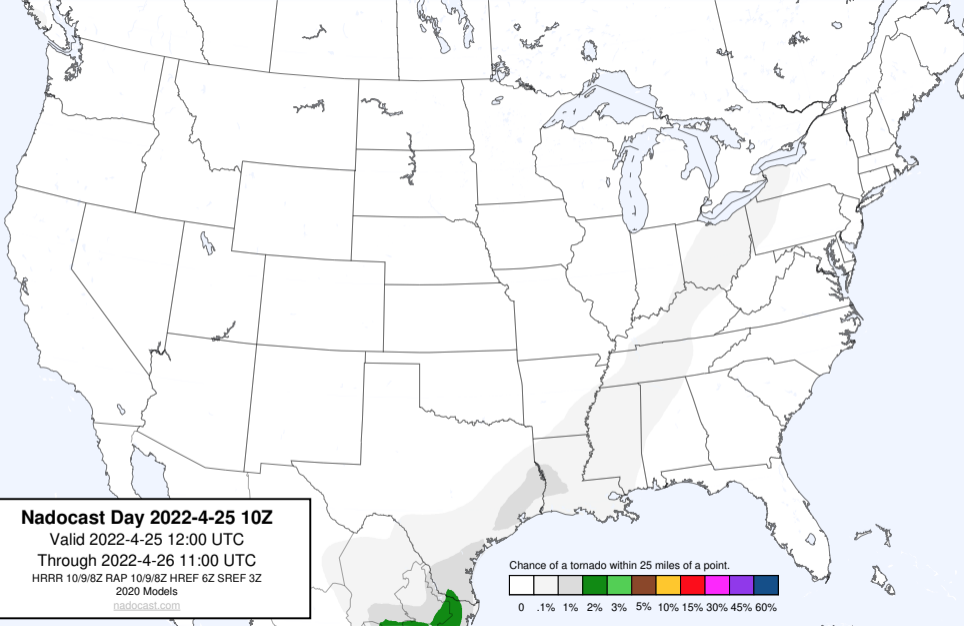 Nadocast Day 2022-4-25 10Z
Valid 2022-4-25 12:00 UTC
Through 2022-4-26 11:00 UTC
HRRR 10/9/8Z RAP 10/9/8Z HREF 6Z SREF 3Z
2020 Models
nadocast.com
Chance of a tornado within 25 miles of a point.
0 .1% 1% 2% 3% 5% 10% 15% 30% 45% 60%